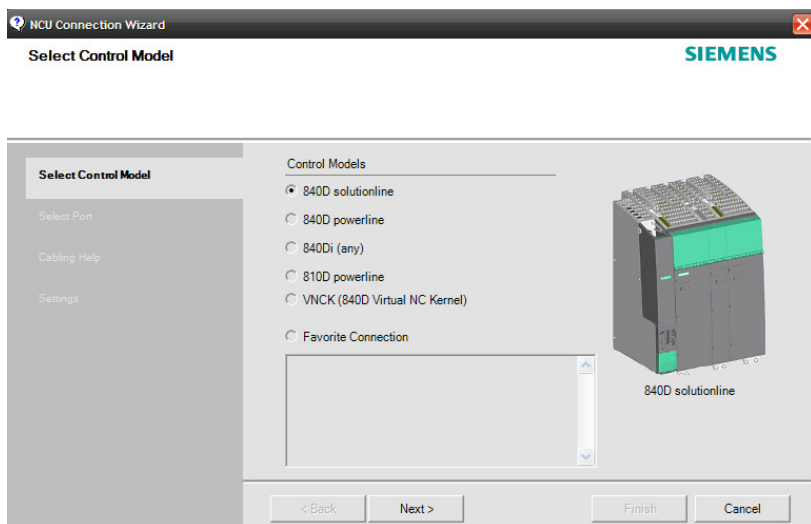 NCU Connection Wizard
Select Control Model
SIEMENS
Select Control Model
Select Port
Cabling Help
Settings
Control Models
840D solutionline
840D powerline
840Di (any)
810D powerline
VNCK (840D Virtual NC Kernel)
Favorite Connection
840D solutionline
< Back Next > Finish Cancel